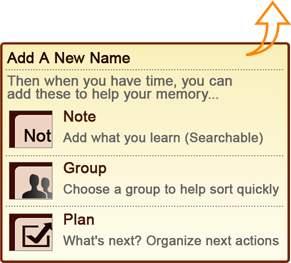 Add A New Name
Then when you have time, you can
add these to help your memory...
Note
Not
Add what you learn (Searchable)
Group
Choose a group to help sort quickly
Plan
What's next? Organize next actions